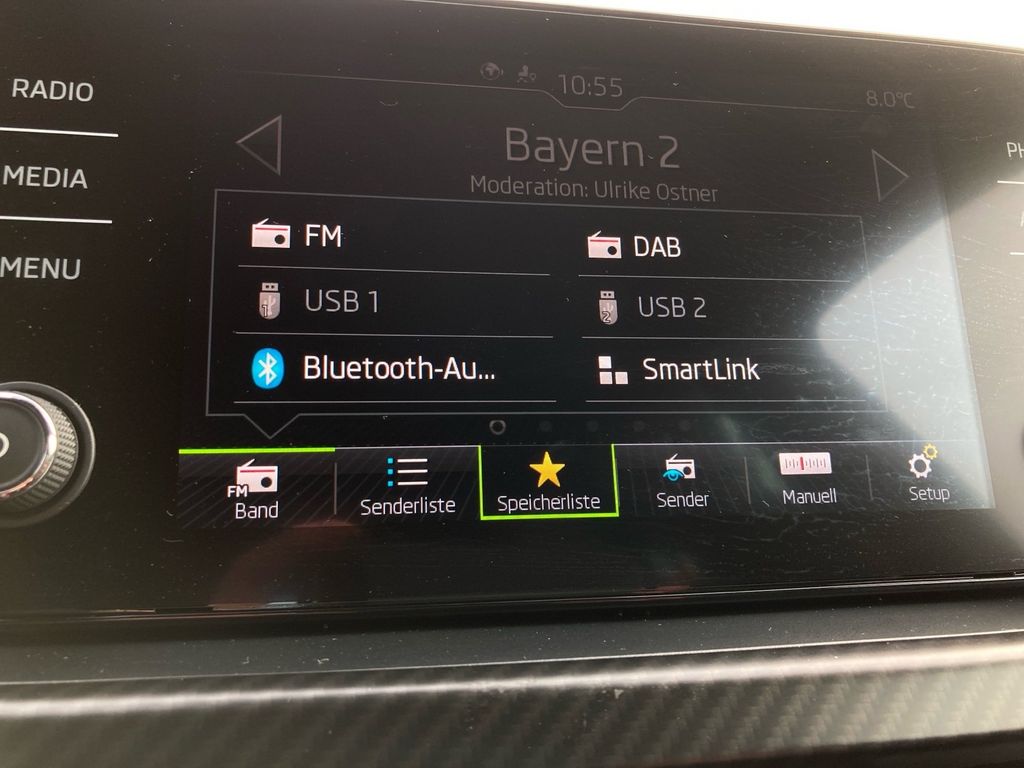 RADIO
MEDIA
MENU
10:55
8.0°C
Bayern 2
Moderation: Ulrike Ostner
FM
DAB
USB 1
USB 2
Bluetooth-Au...
SmartLink
FM
Band
Senderliste
Speicherliste
Sender
Manuell
Setup
PH